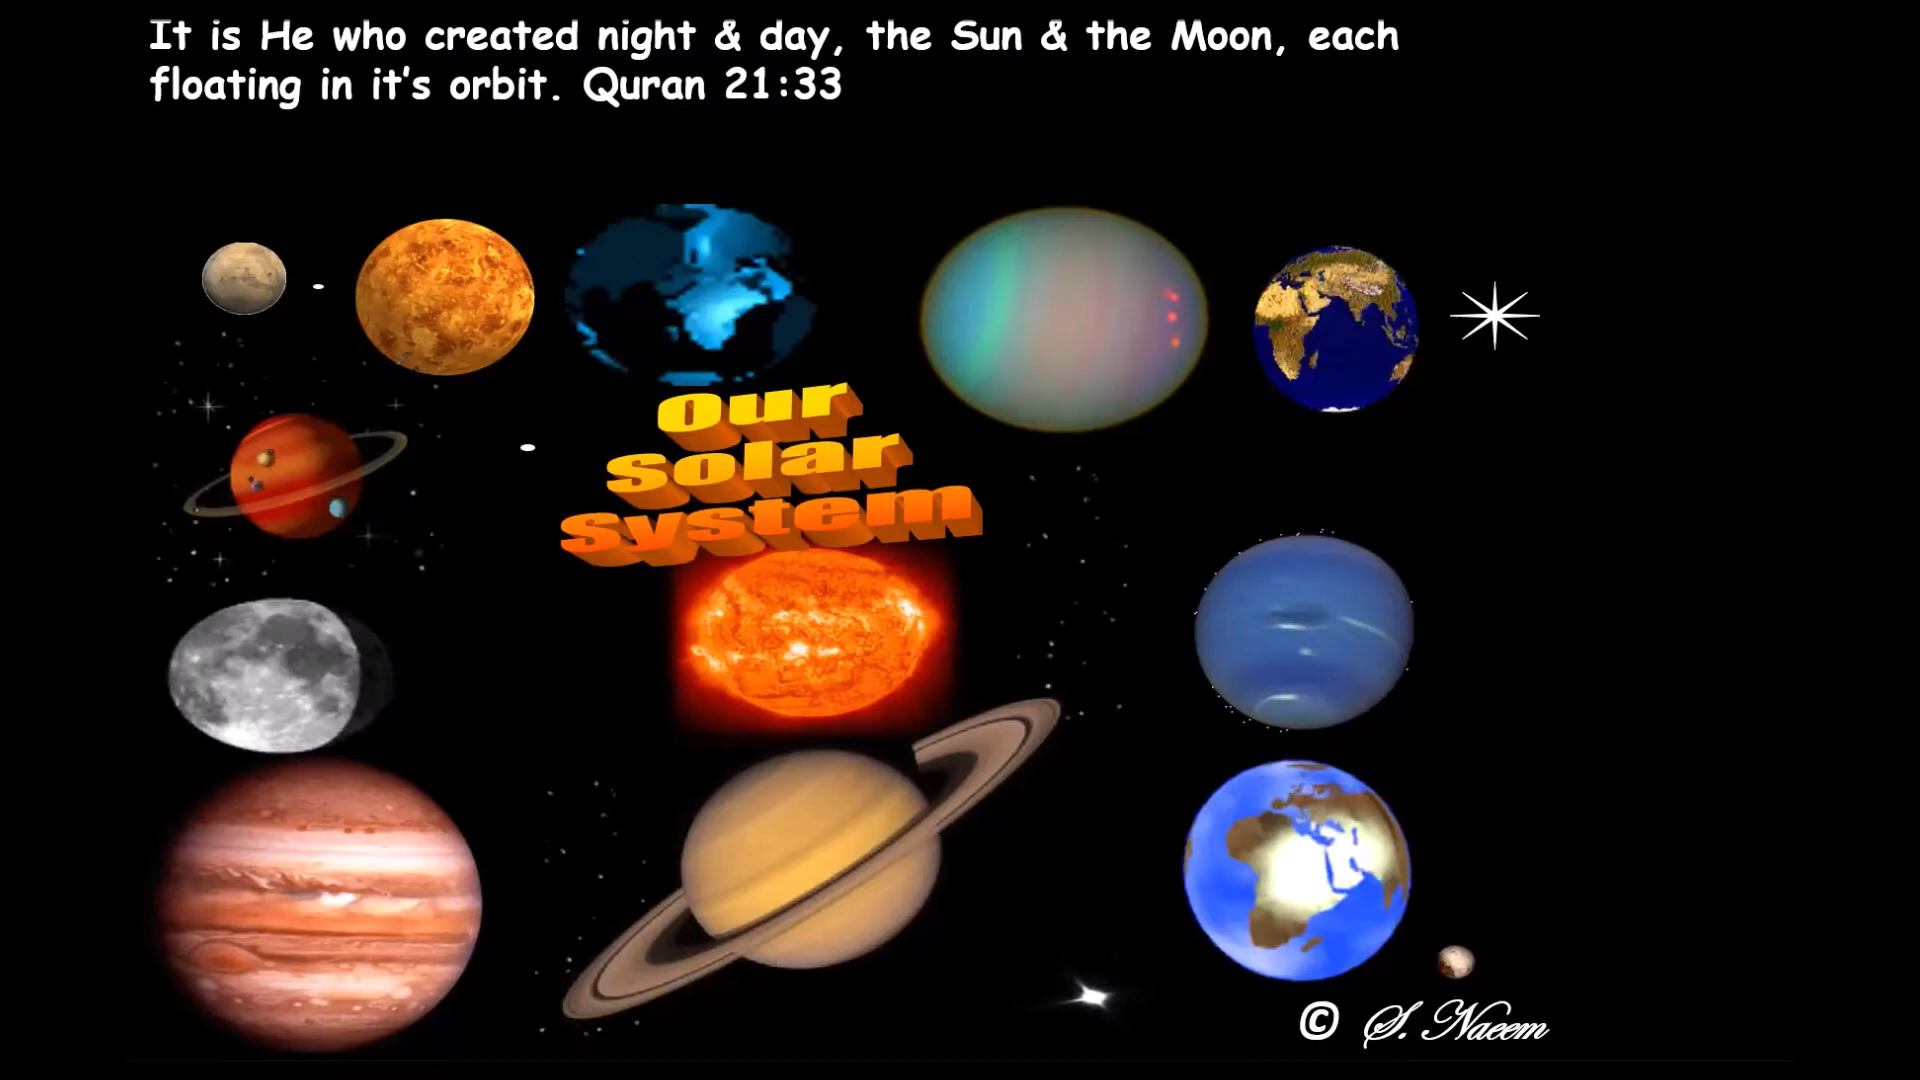 It is He who created night & day, the Sun & the Moon, each
floating in it's orbit. Quran 21:33
Our
Solar
System
© S. Naeem